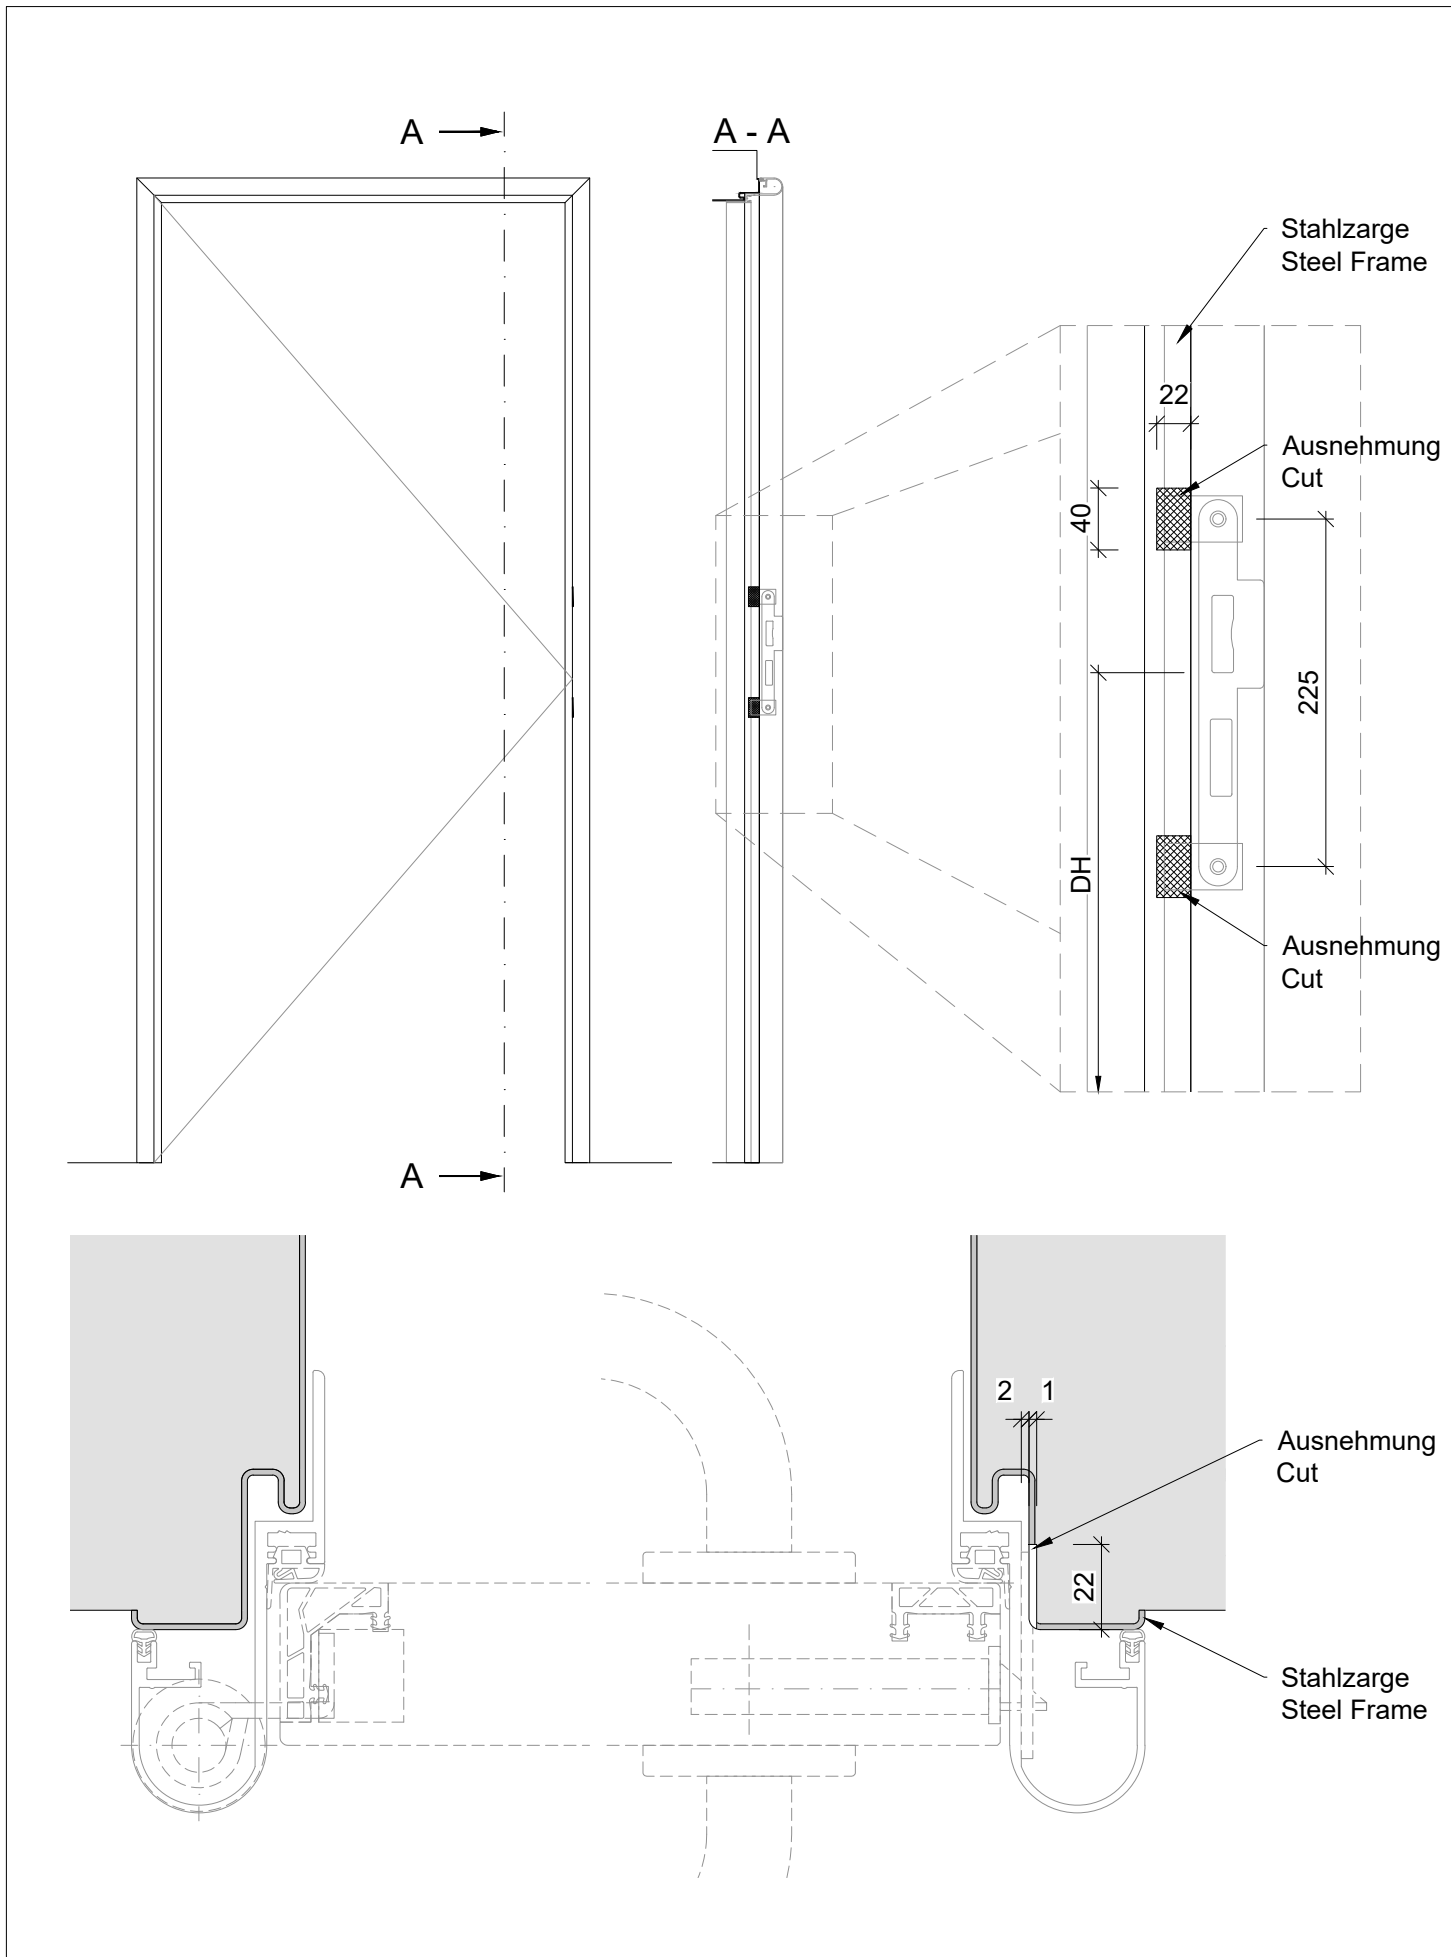 A
A - A
Stahlzarge
Steel Frame
22
Ausnehmung
Cut
40
225
DH
Ausnehmung
Cut
A
2
1
Ausnehmung
Cut
22
Stahlzarge
Steel Frame